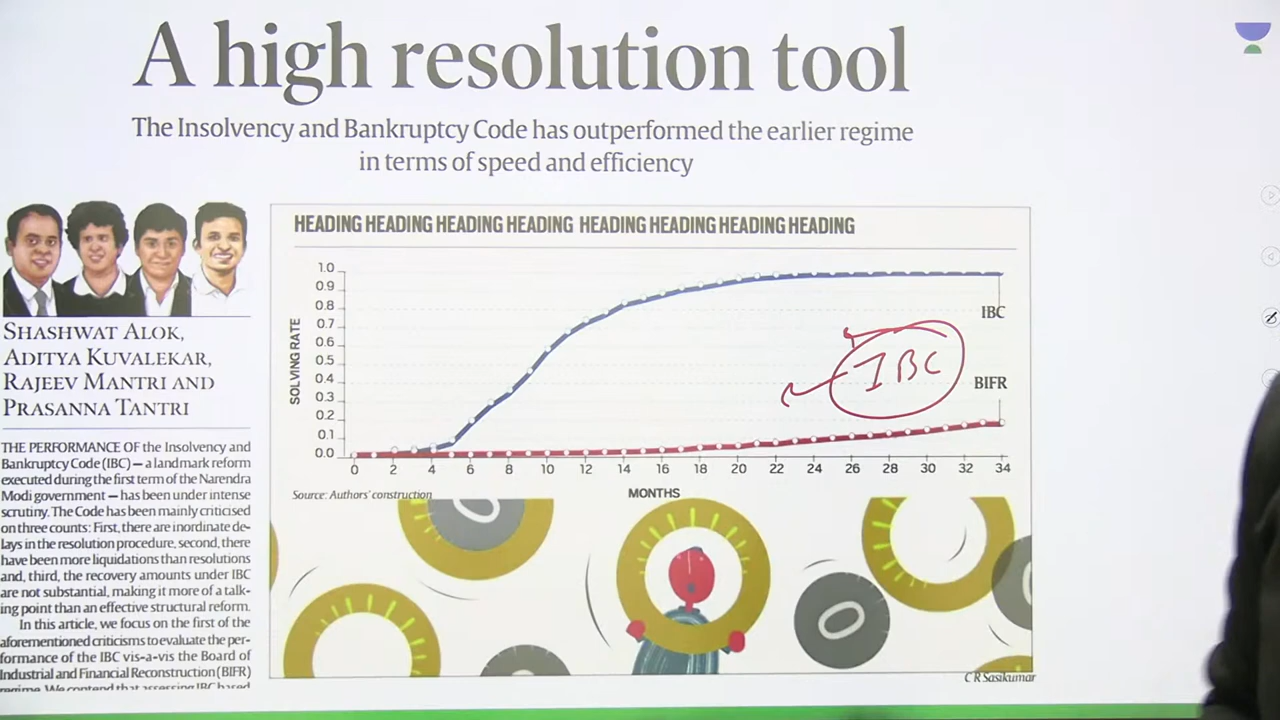 A high resolution tool
The Insolvency and Bankruptcy Code has outperformed the earlier regime
in terms of speed and efficiency
SHASHWAT ALOK,
ADITYA KUVALEKAR,
RAJEEV MANTRI AND
PRASANNA TANTRI
THE PERFORMANCE OF the Insolvency and
Bankruptcy Code (IBC) — a landmark reform
executed during the first term of the Narendra
Modi government — has been under intense
scrutiny. The Code has been mainly criticised
on three counts: First, there are inordinate de-
lays in the resolution procedure, second, there
have been more liquidations than resolutions
and, third, the recovery amounts under IBC
are not substantial, making it more of a talk-
ing point than an effective structural reform.
In this article, we focus on the first of the
aforementioned criticisms to evaluate the per-
formance of the IBC vis-a-vis the Board of
Industrial and Financial Reconstruction (BIFR)
regime. We contend that assessing IBC based
HEADING HEADING HEADING HEADING HEADING HEADING HEADING HEADING
SOLVING RATE
1.0
0.9
0.8
0.7
0.6
0.5
0.4
0.3
0.2
0.1
0.0
IBC
IBC
BIFR
0 2 4 6 8 10 12 14 16 18 20 22 24 26 28 30 32 34
Source: Authors' construction
MONTHS
C R Sasikumar